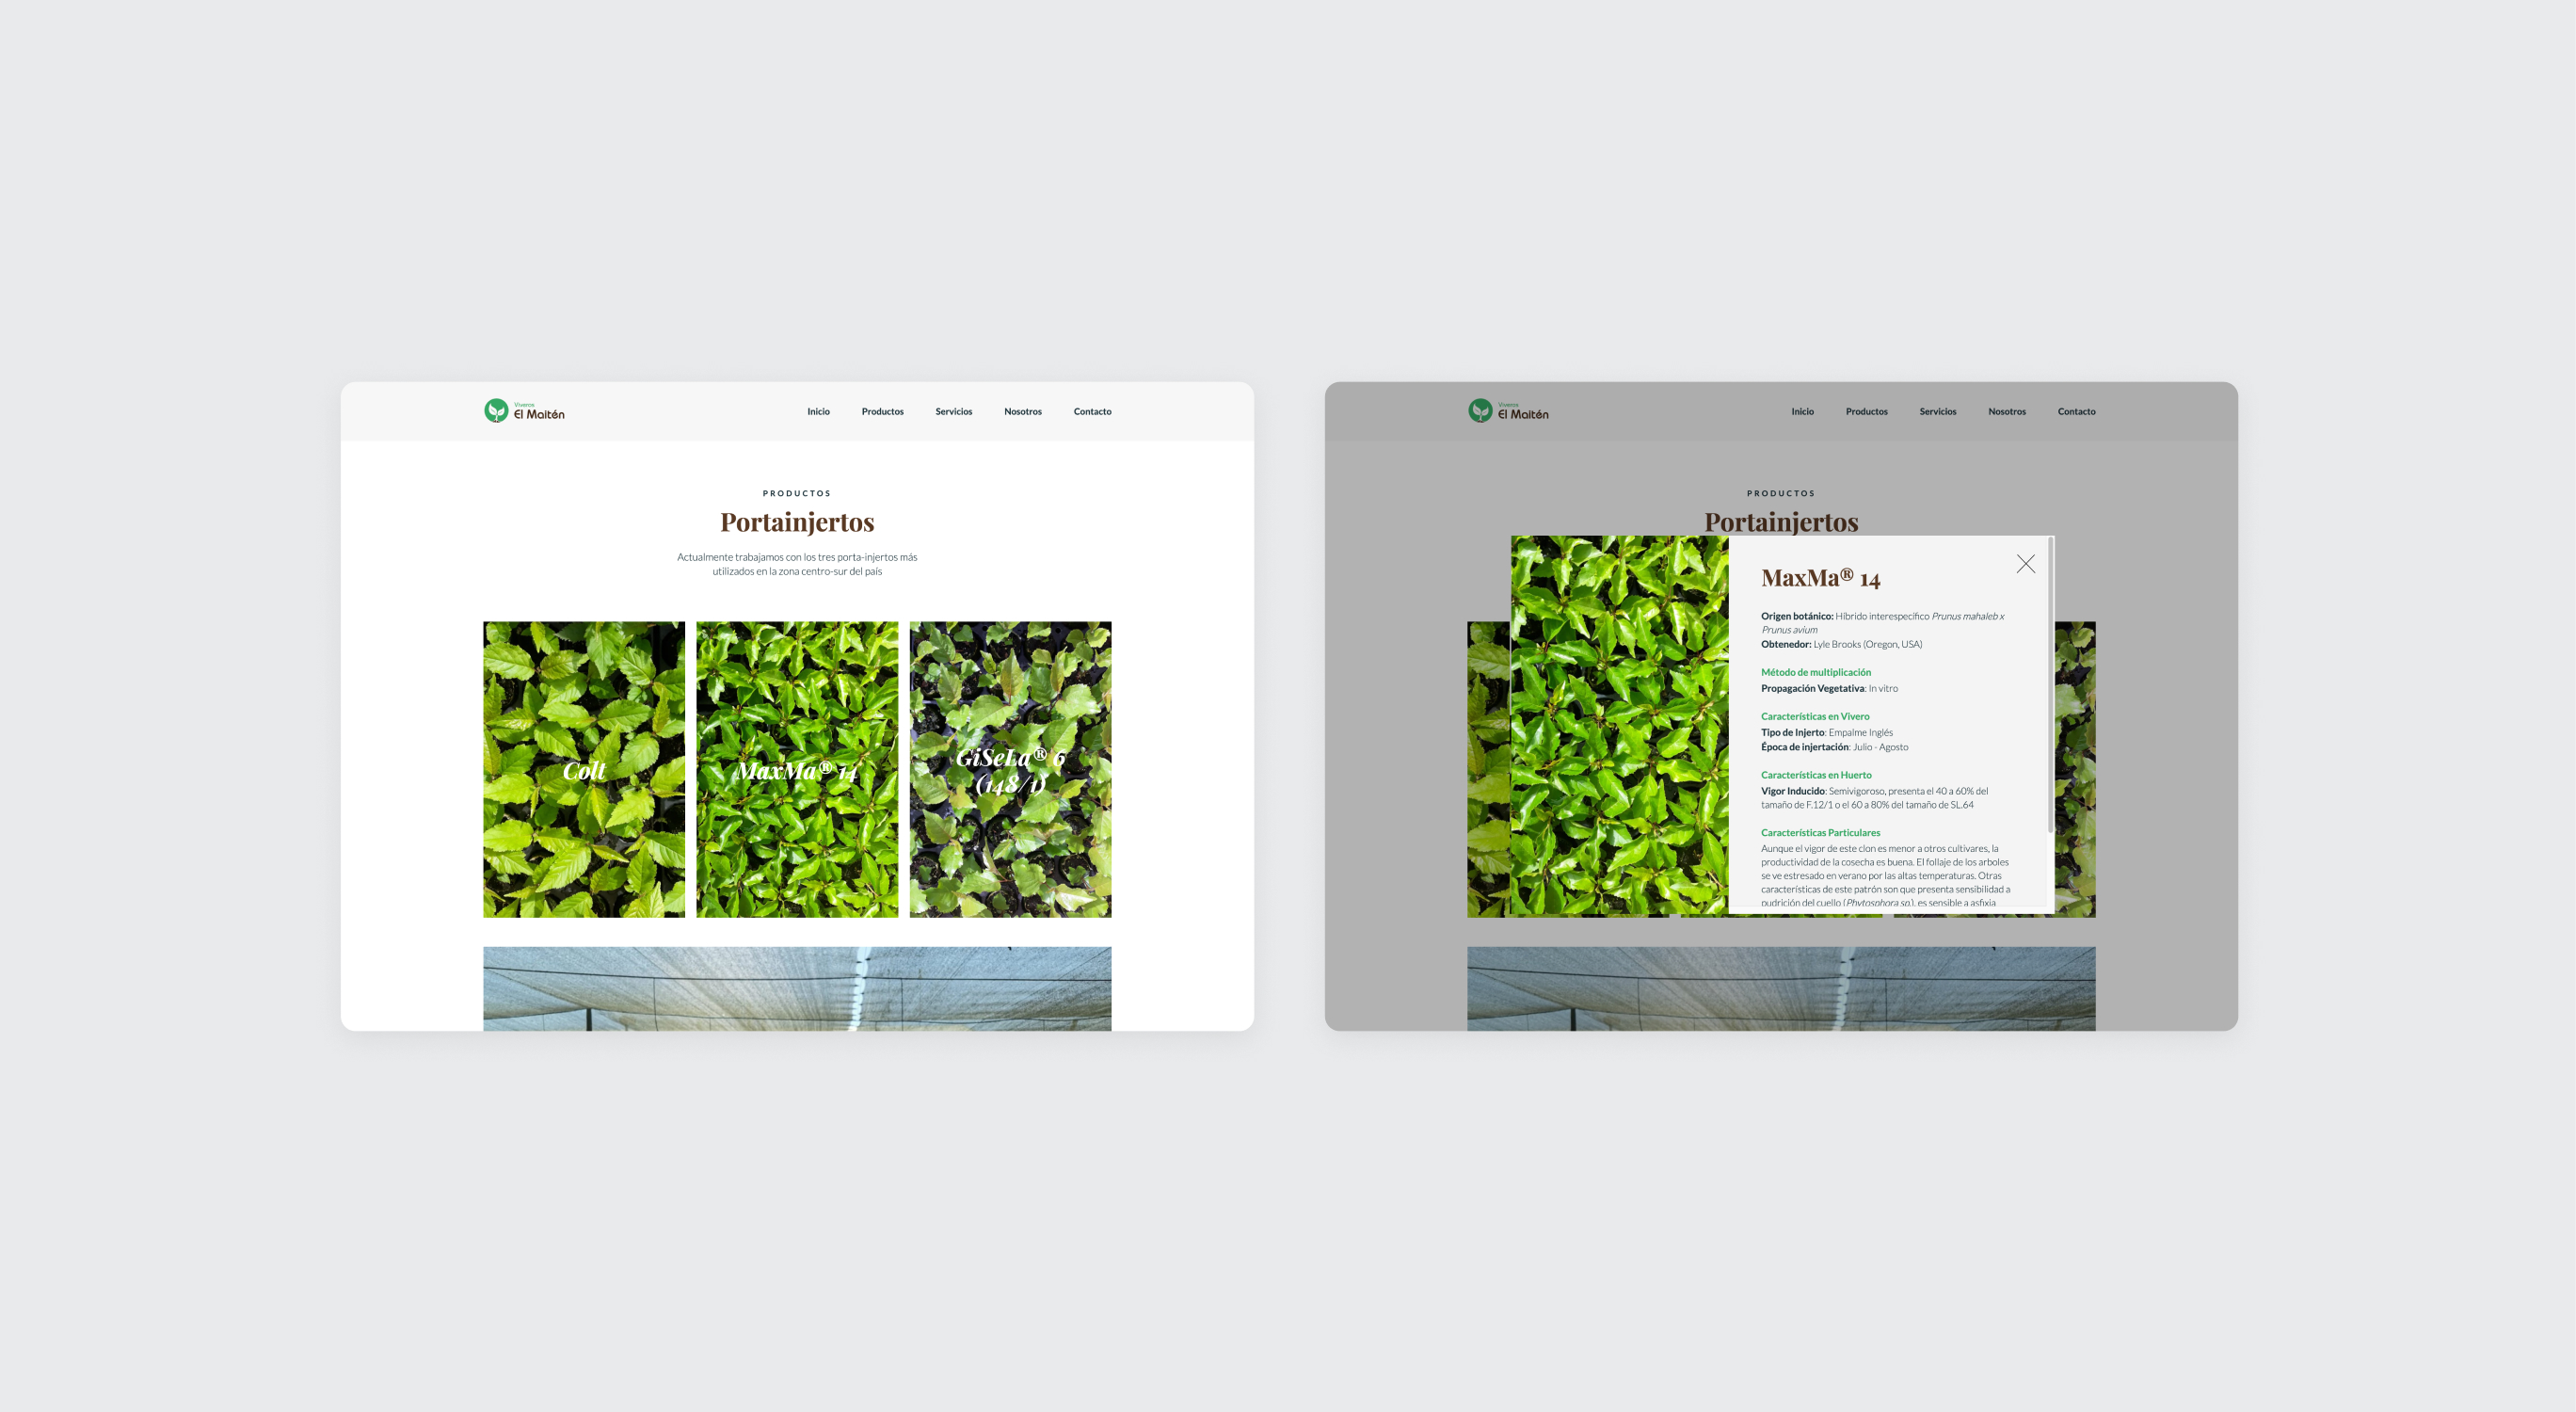 Viveros
El Maitén
Inicio Productos Servicios Nosotros Contacto
PRODUCTOS
Portainjertos
Actualmente trabajamos con los tres porta-injertos más
utilizados en la zona centro-sur del país
Colt
MaxMa® 14
GiSeLa® 6
(148/1)
Viveros
El Maitén
Inicio Productos Servicios Nosotros Contacto
PRODUCTOS
Portainjertos
MaxMa® 14
Origen botánico: Híbrido interespecífico Prunus mahaleb x
Prunus avium
Obtenedor: Lyle Brooks (Oregon, USA)
Método de multiplicación
Propagación Vegetativa: In vitro
Características en Vivero
Tipo de Injerto: Empalme Inglés
Época de injertación: Julio - Agosto
Características en Huerto
Vigor Inducido: Semivigoroso, presenta el 40 a 60% del
tamaño de F.12/1 o el 60 a 80% del tamaño de SL.64
Características Particulares
Aunque el vigor de este clon es menor a otros cultivares, la
productividad de la cosecha es buena. El follaje de los arboles
se ve estresado en verano por las altas temperaturas. Otras
características de este patrón son que presenta sensibilidad a
pudrición del cuello (Phytosphora sp.), es sensible a asfixia